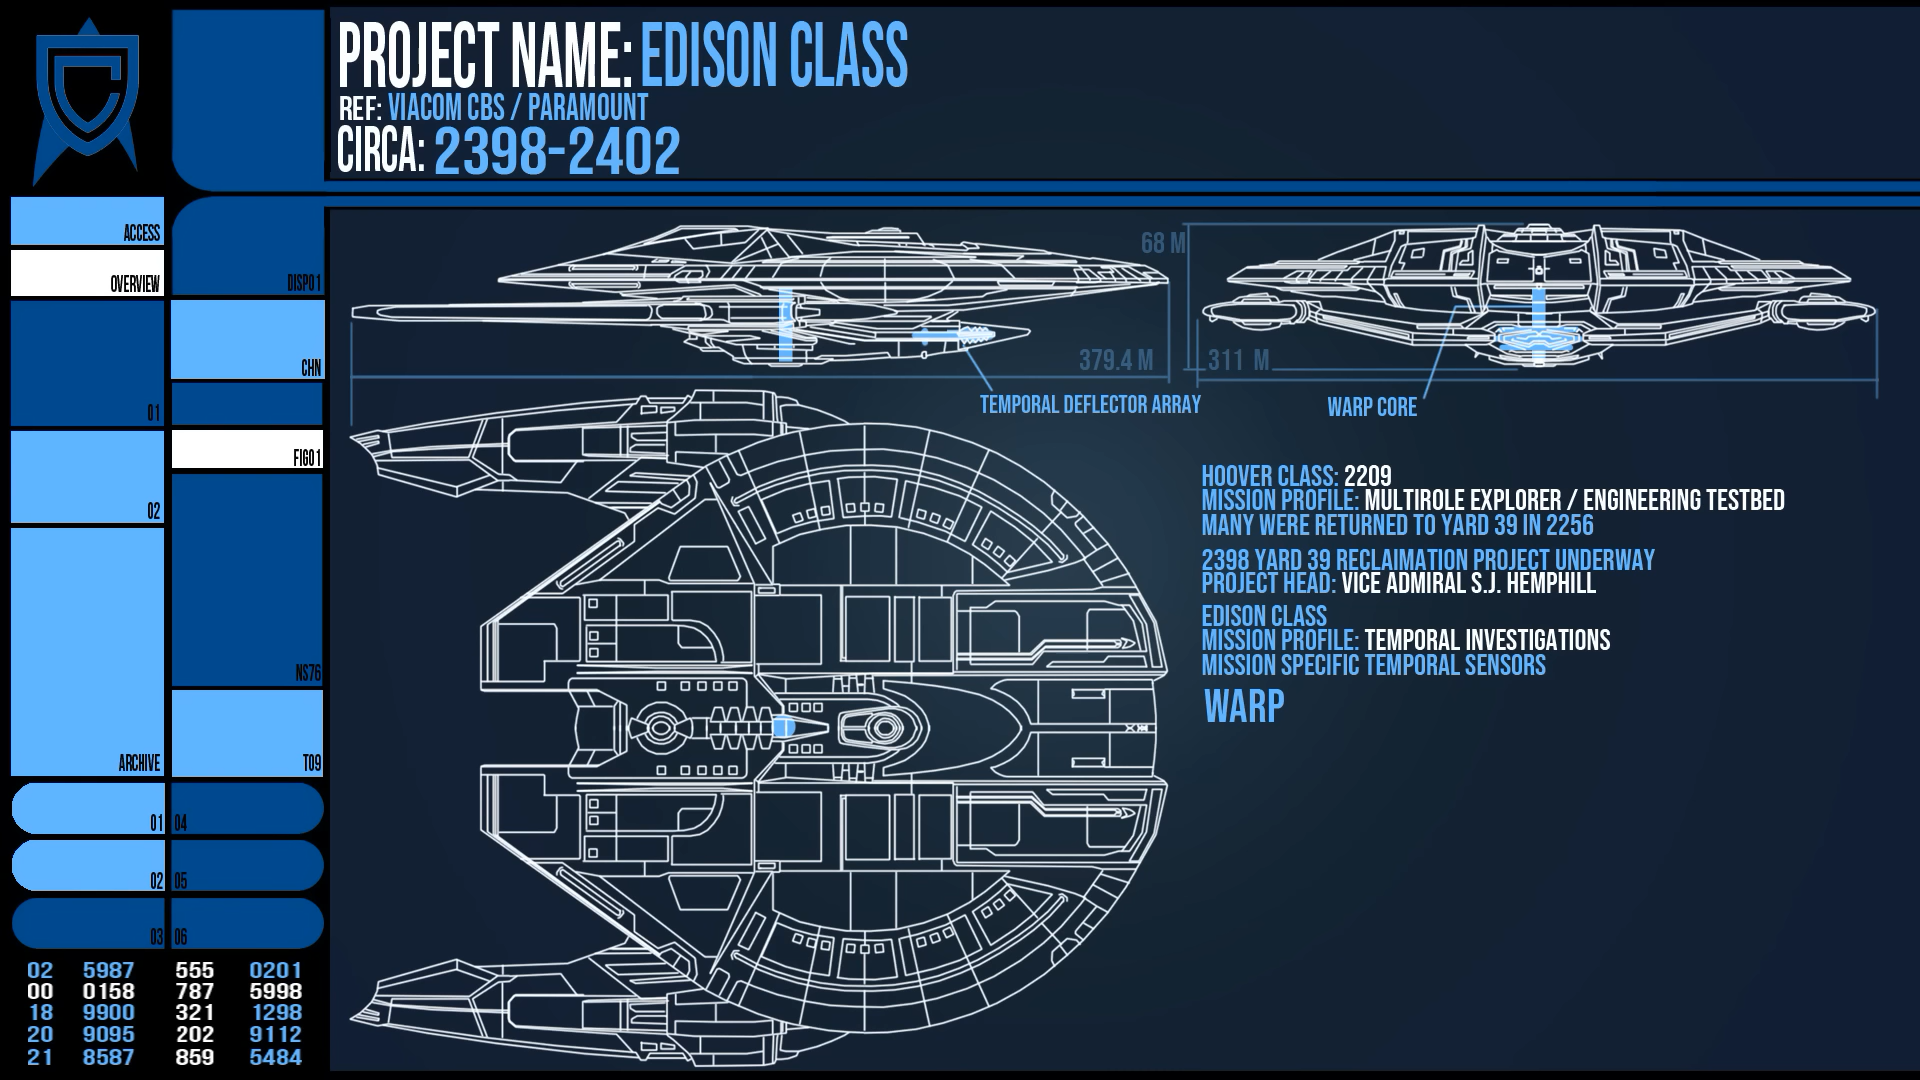 PROJECT NAME: EDISON CLASS
REF: VIACOM CBS / PARAMOUNT
CIRCA: 2398-2402
ACCESS
OVERVIEW
DISP01
CHN
01
FIG01
02
NS76
ARCHIVE
T09
01 04
02 05
03 06
02 5987 555 0201
00 0158 787 5998
18 9900 321 1298
20 9095 202 9112
21 8587 859 5484
68 M
379.4 M
311 M
TEMPORAL DEFLECTOR ARRAY
WARP CORE
HOOVER CLASS: 2209
MISSION PROFILE: MULTIROLE EXPLORER / ENGINEERING TESTBED
MANY WERE RETURNED TO YARD 39 IN 2256
2398 YARD 39 RECLAIMATION PROJECT UNDERWAY
PROJECT HEAD: VICE ADMIRAL S.J. HEMPHILL
EDISON CLASS
MISSION PROFILE: TEMPORAL INVESTIGATIONS
MISSION SPECIFIC TEMPORAL SENSORS
WARP